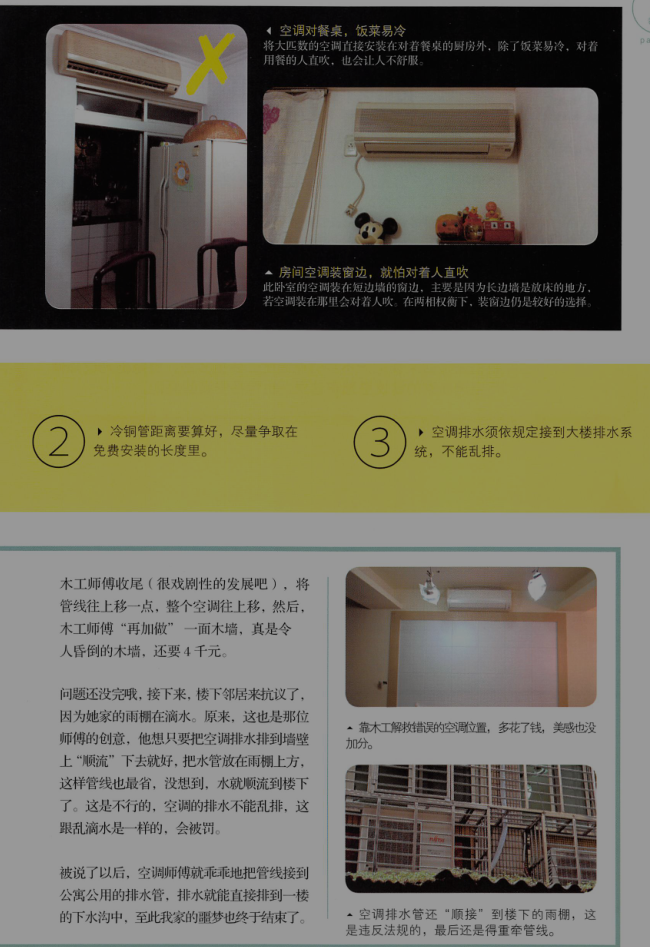 空调对餐桌，饭菜易冷
将大匹数的空调直接安装在对着餐桌的厨房外，除了饭菜易冷，对着
用餐的人直吹，也会让人不舒服。
房间空调装窗边，就怕对着人直吹
此卧室的空调装在短边墙的窗边，主要是因为长边墙是放床的地方，
若空调装在那里会对着人吹。在两相权衡下，装窗边仍是较好的选择。
2
冷铜管距离要算好，尽量争取在
免费安装的长度里。
3
空调排水须依规定接到大楼排水系
统，不能乱排。
木工师傅收尾（很戏剧性的发展吧），将
管线往上移一点，整个空调往上移，然后，
木工师傅“再加做” 一面木墙，真是令
人昏倒的木墙，还要 4 千元。
问题还没完哦，接下来，楼下邻居来抗议了，
因为她家的雨棚在滴水。原来，这也是那位
师傅的创意，他想只要把空调排水排到墙壁
上“顺流”下去就好，把水管放在雨棚上方，
这样管线也最省，没想到，水就顺流到楼下
了。这是不行的，空调的排水不能乱排，这
跟乱滴水是一样的，会被罚。
被说了以后，空调师傅就乖乖地把管线接到
公寓公用的排水管，排水就能直接排到一楼
的下水沟中，至此我家的噩梦也终于结束了。
靠木工解救错误的空调位置，多花了钱，美感也没
加分。
空调排水管还“顺接”到楼下的雨棚，这
是违反法规的，最后还是得重牵管线。